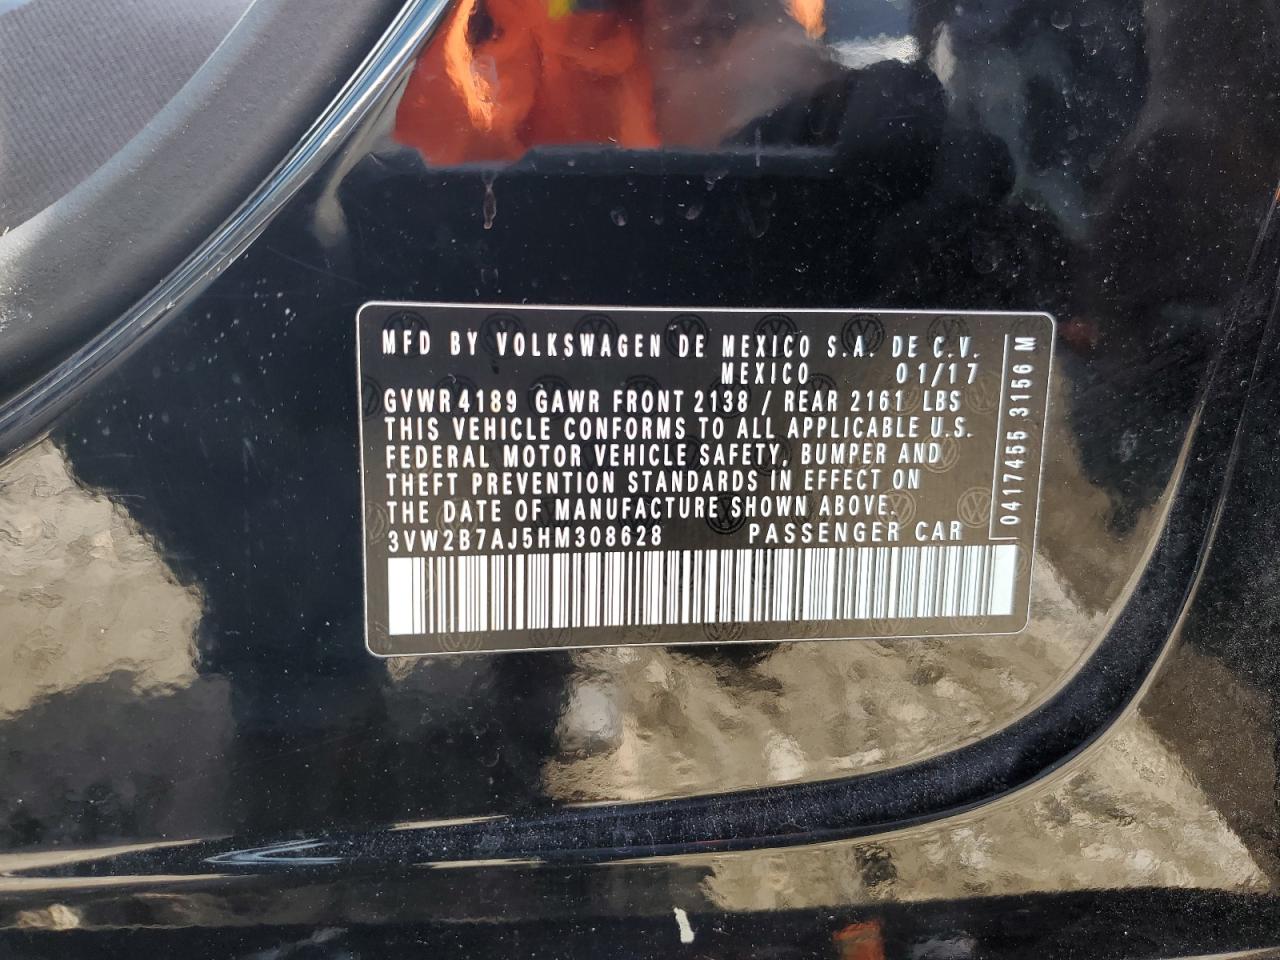 MFD BY VOLKSWAGEN DE MEXICO S.A. DE C.V.
MEXICO 01/17
GVWR 4189 GAWR FRONT 2138 / REAR 2161 LBS
THIS VEHICLE CONFORMS TO ALL APPLICABLE U.S.
FEDERAL MOTOR VEHICLE SAFETY, BUMPER AND
THEFT PREVENTION STANDARDS IN EFFECT ON
THE DATE OF MANUFACTURE SHOWN ABOVE.
3VW2B7AJ5HM308628 PASSENGER CAR
0417455 3156 M